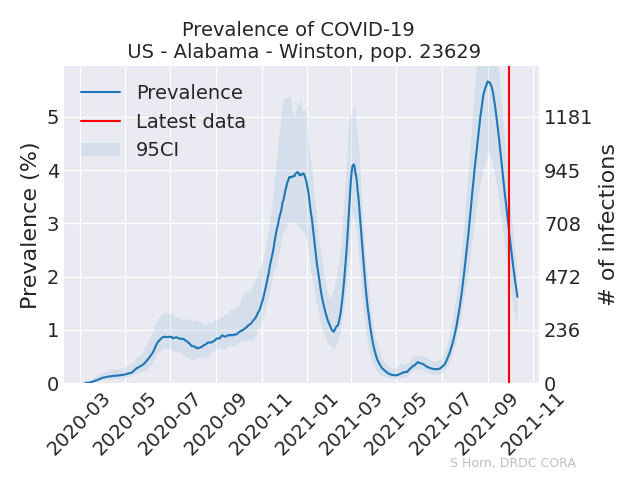 Prevalence of COVID-19
US - Alabama - Winston, pop. 23629
Prevalence
Latest data
95CI
Prevalence (%)
5
4
3
2
1
0
1181
945
708
472
236
0
# of infections
2020-03
2020-05
2020-07
2020-09
2020-11
2021-01
2021-03
2021-05
2021-07
2021-09
2021-11
S Horn, DRDC CORA